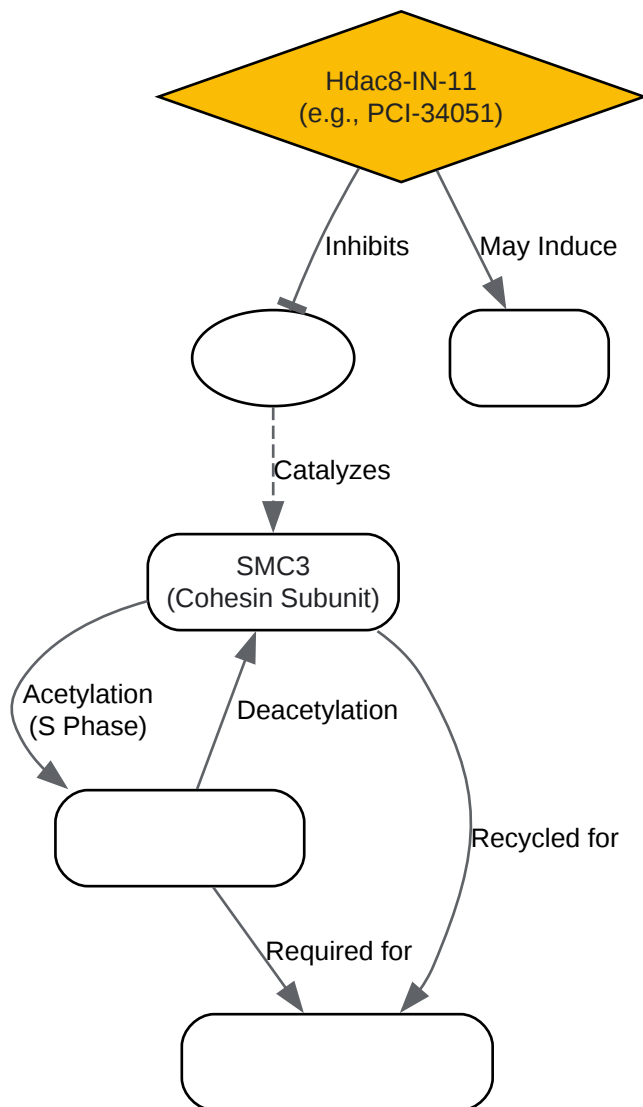 Hdac8-IN-11
(e.g., PCI-34051)
Inhibits
May Induce
Catalyzes
SMC3
(Cohesin Subunit)
Acetylation
(S Phase)
Deacetylation
Recycled for
Required for